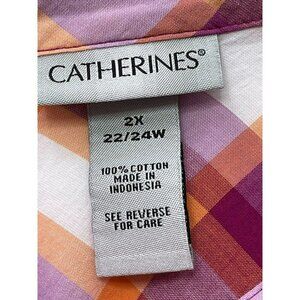 CATHERINES®
2X
22/24W
100% COTTON
MADE IN
INDONESIA
SEE REVERSE
FOR CARE